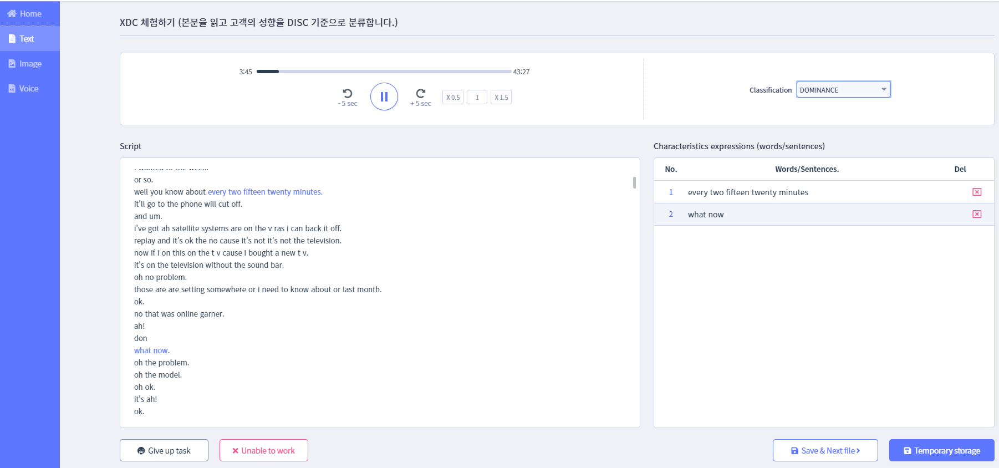 Home
Text
Image
Voice
XDC 체험하기 (본문을 읽고 고객의 성향을 DISC 기준으로 분류합니다.)
3:45
43:27
- 5 sec
+ 5 sec
X 0.5
1
X 1.5
Classification
DOMINANCE
Script
i wanted to the week.
or so.
well you know about every two fifteen twenty minutes.
it'll go to the phone will cut off.
and um.
i've got ah satellite systems are on the v ras i can back it off.
replay and it's ok the no cause it's not it's not the television.
now if i on this on the t v cause i bought a new t v.
it's on the television without the sound bar.
oh no problem.
those are are setting somewhere or i need to know about or last month.
ok.
no that was online garner.
ah!
don
what now.
oh the problem.
oh the model.
oh ok.
it's ah!
ok.
Characteristics expressions (words/sentences)
No. Words/Sentences. Del
1 every two fifteen twenty minutes
2 what now
Give up task
Unable to work
Save & Next file
Temporary storage